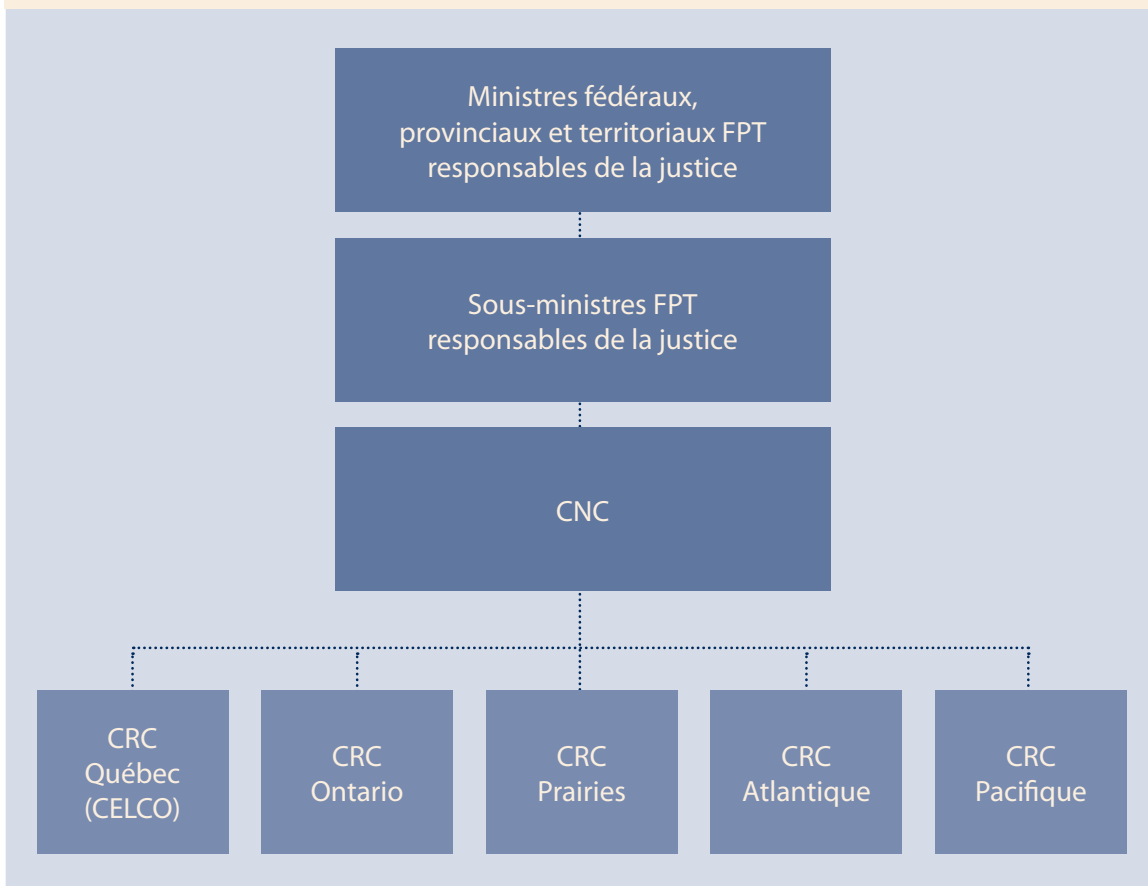 Ministres fédéraux,
provinciaux et territoriaux FPT
responsables de la justice
Sous-ministres FPT
responsables de la justice
CNC
CRC
Québec
(CELCO)
CRC
Ontario
CRC
Prairies
CRC
Atlantique
CRC
Pacifique